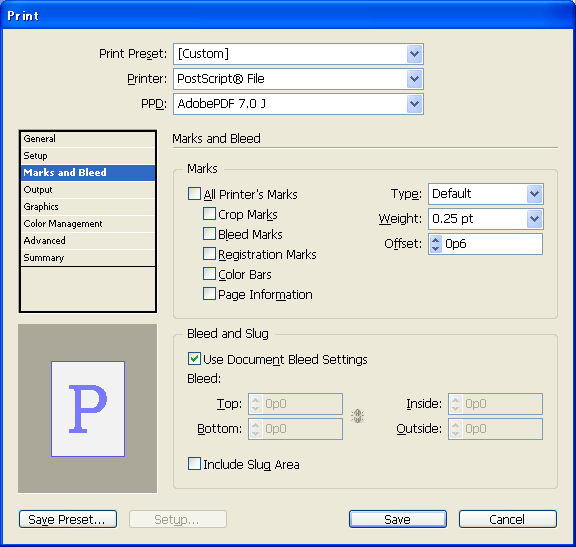 Print
Print Preset: [Custom]
Printer: PostScript® File
PPD: AdobePDF 7.0 J
General
Setup
Marks and Bleed
Output
Graphics
Color Management
Advanced
Summary
P
Marks and Bleed
Marks
All Printer's Marks
Crop Marks
Bleed Marks
Registration Marks
Color Bars
Page Information
Type: Default
Weight: 0.25 pt
Offset: 0p6
Bleed and Slug
Use Document Bleed Settings
Bleed:
Top: 0p0 Inside: 0p0
Bottom: 0p0 Outside: 0p0
Include Slug Area
Save Preset... Setup... Save Cancel